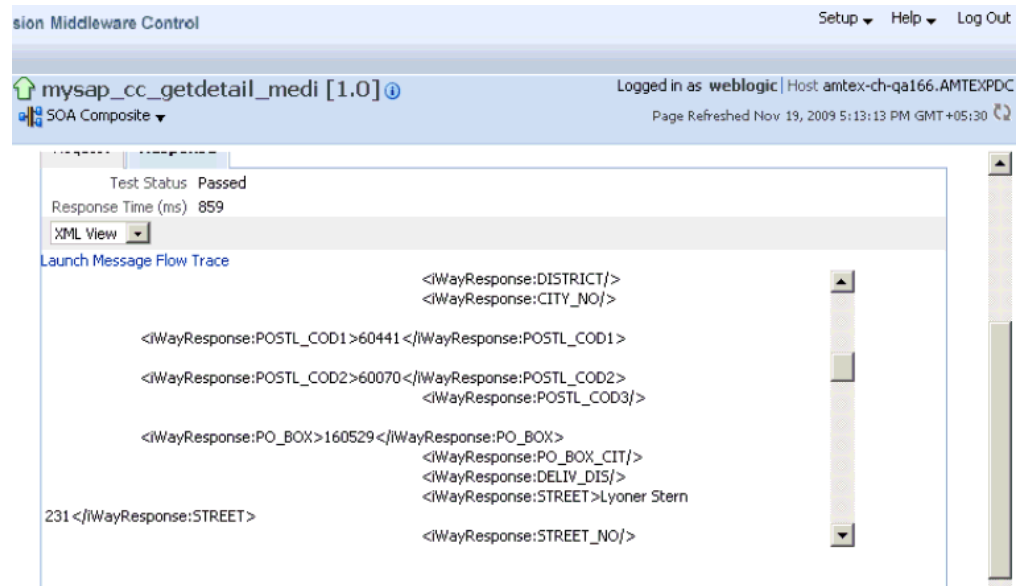 sion Middleware Control
Setup Help Log Out
mysap_cc_getdetail_medi [1.0]
Logged in as weblogic | Host amtex-ch-qa166.AMTEXPDC
SOA Composite
Page Refreshed Nov 19, 2009 5:13:13 PM GMT+05:30
Test Status Passed
Response Time (ms) 859
XML View
Launch Message Flow Trace
<iWayResponse:DISTRICT/>
<iWayResponse:CITY_NO/>
<iWayResponse:POSTL_COD1>60441</iWayResponse:POSTL_COD1>
<iWayResponse:POSTL_COD2>60070</iWayResponse:POSTL_COD2>
<iWayResponse:POSTL_COD3/>
<iWayResponse:PO_BOX>160529</iWayResponse:PO_BOX>
<iWayResponse:PO_BOX_CIT/>
<iWayResponse:DELIV_DIS/>
<iWayResponse:STREET>Lyoner Stern
231</iWayResponse:STREET>
<iWayResponse:STREET_NO/>